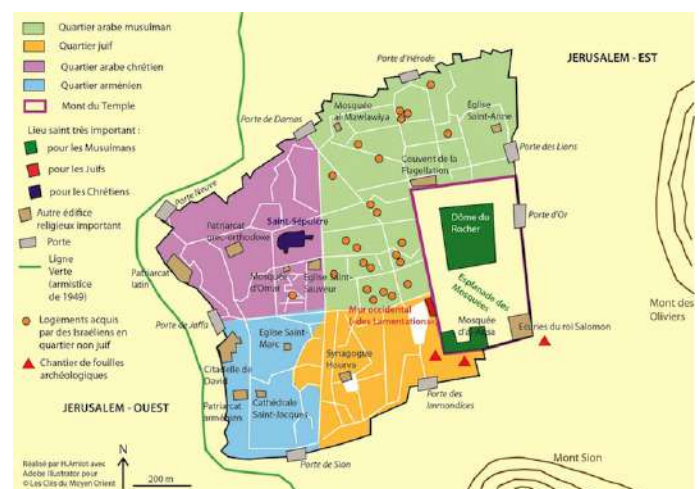 Quartier arabe musulman
Quartier juif
Quartier arabe chrétien
Quartier arménien
Mont du Temple
Lieu saint très important :
pour les Musulmans
pour les Juifs
pour les Chrétiens
Autre édifice
religieux important
Porte
Ligne
Verte
(armistice
de 1949)
Logements acquis
par des Israéliens en
quartier non juif
Chantier de fouilles
archéologiques
JERUSALEM - OUEST
Réalisé par M.Amiot avec
Adobe Illustrator pour
©Les Clés du Moyen Orient
N
200 m
JERUSALEM - EST
Porte d'Hérode
Porte de Damas
Mosquée
al-Mawlawiya
Église
Saint-Anne
Porte des Lions
Couvent de la
Flagellation
Porte Neuve
Saint-Sépulcre
Patriarcat
grec-orthodoxe
Dôme du
Rocher
Porte d'Or
Patriarcat
latin
Mosquée
d'Omar
Eglise Saint-
Sauveur
Esplanade des
Mosquées
Mont des
Oliviers
Porte de Jaffa
Mur occidental
(«des Lamentations»)
Mosquée
d'al-Aqsa
Ecuries du roi Salomon
Eglise Saint-
Marc
Synagogue
Hourva
Citadelle de
David
Patriarcat
arménien
Cathédrale
Saint-Jacques
Porte des
Immondices
Porte de Sion
Mont Sion